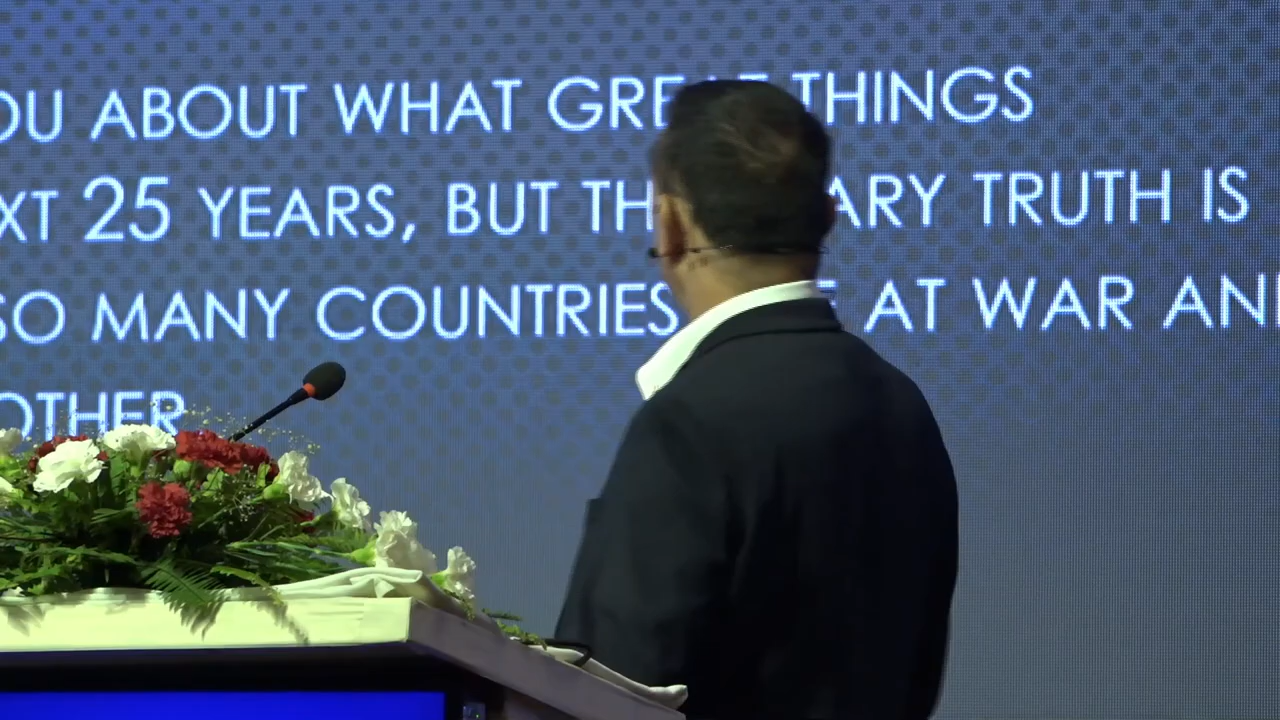 OU ABOUT WHAT GREAT THINGS
XT 25 YEARS, BUT TH ARY TRUTH IS
SO MANY COUNTRIES AT WAR AN
OTHER